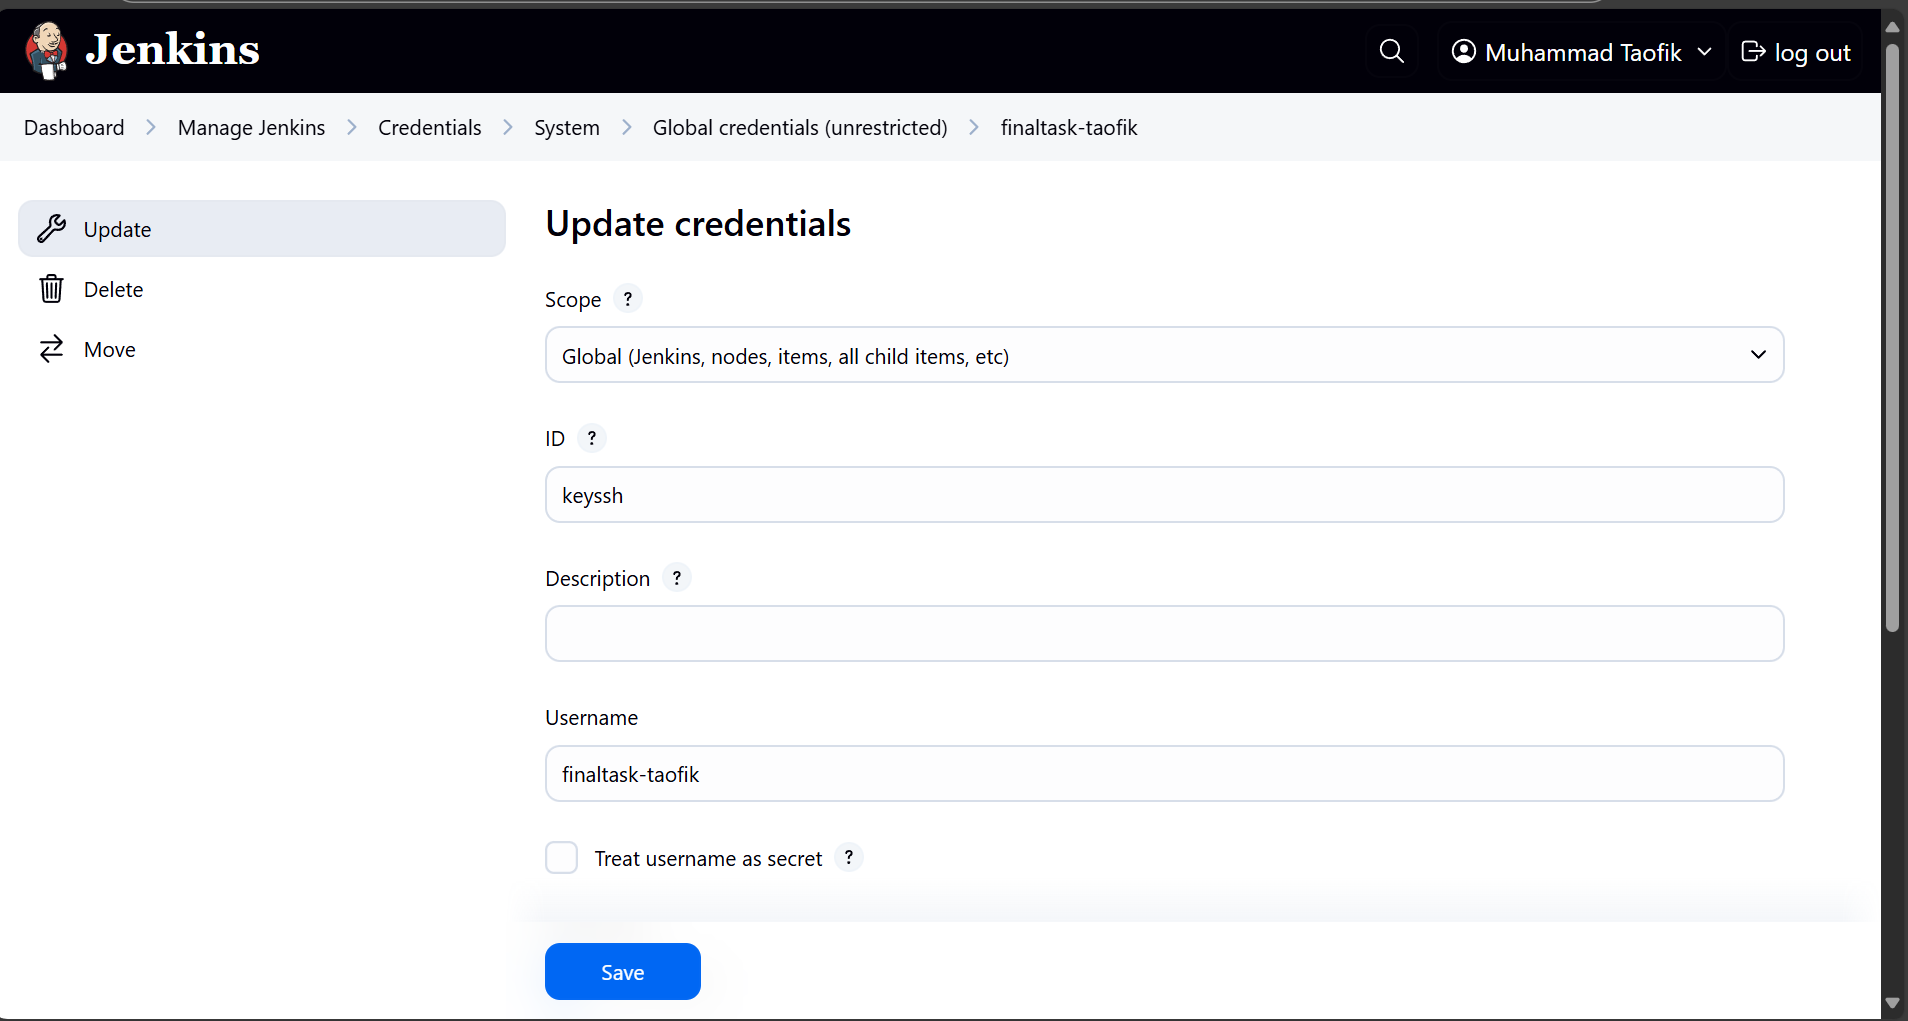 Jenkins
Muhammad Taofik
log out
Dashboard > Manage Jenkins > Credentials > System > Global credentials (unrestricted) > finaltask-taofik
Update
Delete
Move
Update credentials
Scope ?
Global (Jenkins, nodes, items, all child items, etc)
ID ?
keyssh
Description ?
Username
finaltask-taofik
Treat username as secret ?
Save